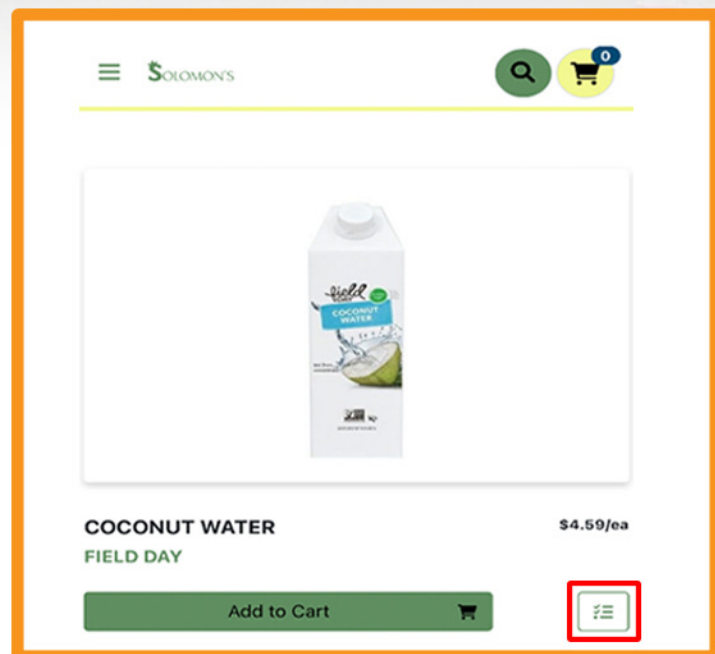 SOLOMON'S
0
field
DAY
COCONUT
WATER
COCONUT WATER
$4.59/ea
FIELD DAY
Add to Cart